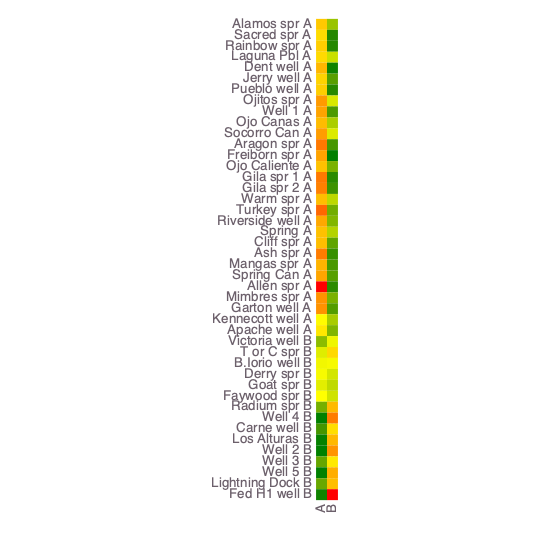 Alamos spr A
Sacred spr A
Rainbow spr A
Laguna Pbl A
Dent well A
Jerry well A
Pueblo well A
Ojitos spr A
Well 1 A
Ojo Canas A
Socorro Can A
Aragon spr A
Freiborn spr A
Ojo Caliente A
Gila spr 1 A
Gila spr 2 A
Warm spr A
Turkey spr A
Riverside well A
Spring A
Cliff spr A
Ash spr A
Mangas spr A
Spring Can A
Allen spr A
Mimbres spr A
Garton well A
Kennecott well A
Apache well A
Victoria well B
T or C spr B
B.Iorio well B
Derry spr B
Goat spr B
Faywood spr B
Radium spr B
Well 4 B
Carne well B
Los Alturas B
Well 2 B
Well 3 B
Well 5 B
Lightning Dock B
Fed H1 well B
A
B